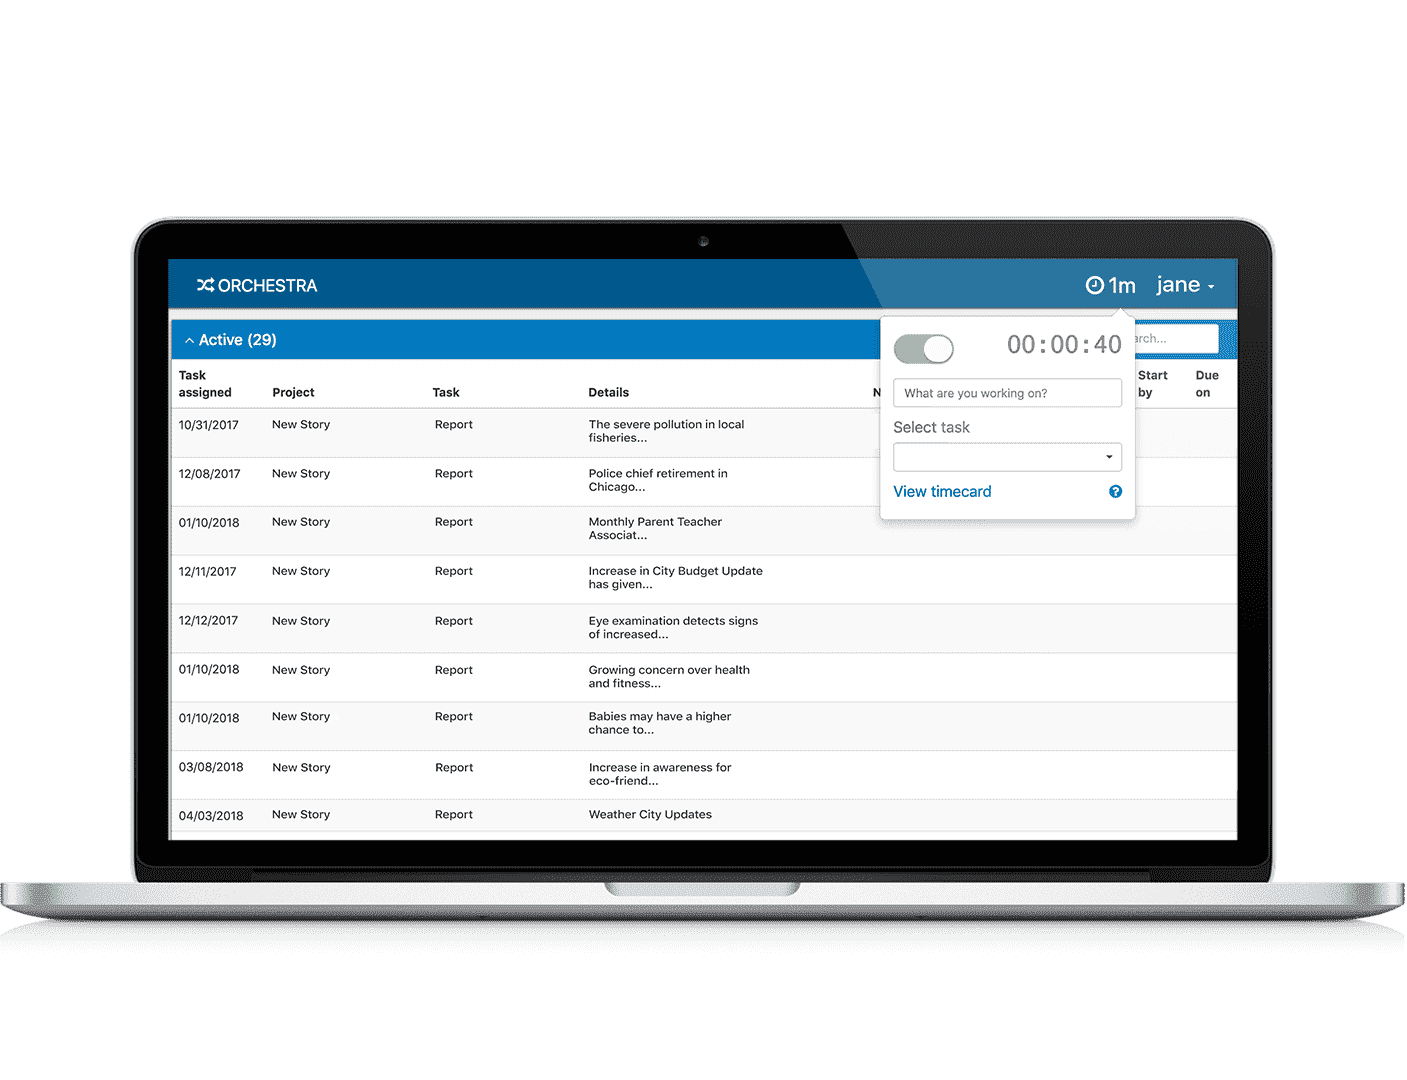 ORCHESTRA
1m jane
Active (29)
00:00:40
arch...
What are you working on?
Select task
View timecard
?
Task assigned Project Task Details N Start by Due on
10/31/2017 New Story Report The severe pollution in local
fisheries...
12/08/2017 New Story Report Police chief retirement in
Chicago...
01/10/2018 New Story Report Monthly Parent Teacher
Associat...
12/11/2017 New Story Report Increase in City Budget Update
has given...
12/12/2017 New Story Report Eye examination detects signs
of increased...
01/10/2018 New Story Report Growing concern over health
and fitness...
01/10/2018 New Story Report Babies may have a higher
chance to...
03/08/2018 New Story Report Increase in awareness for
eco-friend...
04/03/2018 New Story Report Weather City Updates